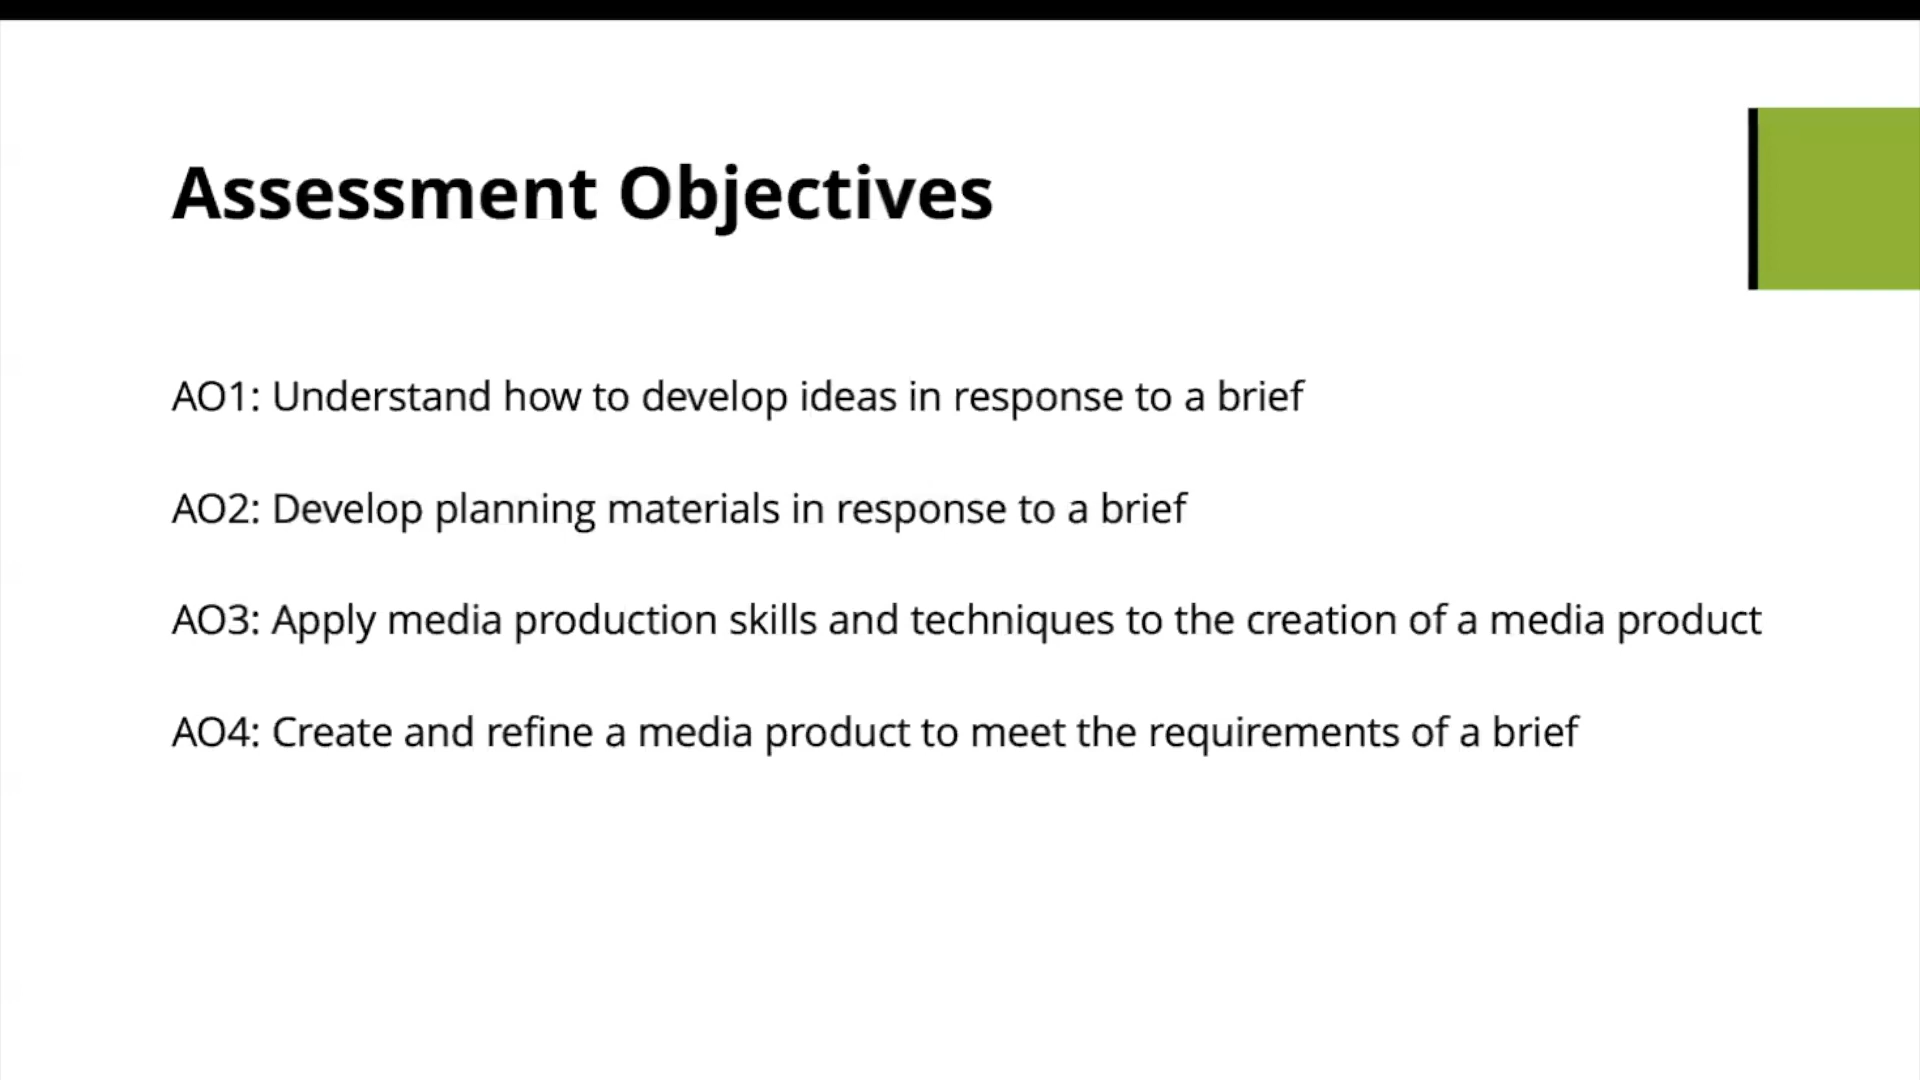 Assessment Objectives
AO1: Understand how to develop ideas in response to a brief
AO2: Develop planning materials in response to a brief
AO3: Apply media production skills and techniques to the creation of a media product
AO4: Create and refine a media product to meet the requirements of a brief